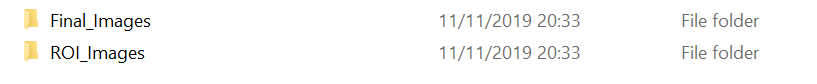 Final_Images 11/11/2019 20:33 File folder
ROI_Images 11/11/2019 20:33 File folder